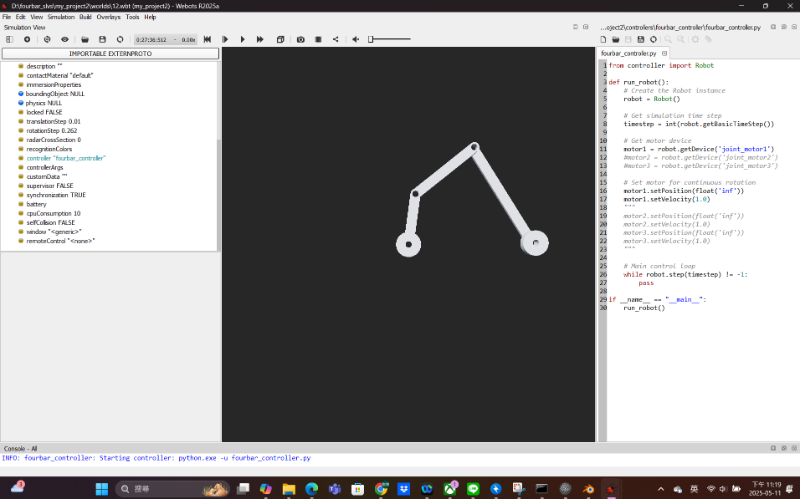 D:\fourbar_slvs\my_project2\worlds\12.wbt (my_project2) - Webots R2025a
File Edit View Simulation Build Overlays Tools Help
Simulation View
...ject2\controllers\fourbar_controller\fourbar_controller.py
0:27:36:512 - 0.00x
IMPORTABLE EXTERNPROTO
description ""
contactMaterial "default"
immersionProperties
boundingObject NULL
physics NULL
locked FALSE
translationStep 0.01
rotationStep 0.262
radarCrossSection 0
recognitionColors
controller "fourbar_controller"
controllerArgs
customData ""
supervisor FALSE
synchronization TRUE
battery
cpuConsumption 10
selfCollision FALSE
window "<generic>"
remoteControl "<none>"
fourbar_controller.py
1 from controller import Robot
2
3 def run_robot():
4 # Create the Robot instance
5 robot = Robot()
6
7 # Get simulation time step
8 timestep = int(robot.getBasicTimeStep())
9
10 # Get motor device
11 motor1 = robot.getDevice('joint_motor1')
12 #motor2 = robot.getDevice('joint_motor2')
13 #motor3 = robot.getDevice('joint_motor3')
14
15 # Set motor for continuous rotation
16 motor1.setPosition(float('inf'))
17 motor1.setVelocity(1.0)
18 """
19 motor2.setPosition(float('inf'))
20 motor2.setVelocity(1.0)
21 motor3.setPosition(float('inf'))
22 motor3.setVelocity(1.0)
23 """
24
25 # Main control loop
26 while robot.step(timestep) != -1:
27 pass
28
29 if __name__ == "__main__":
30 run_robot()
Console - All
INFO: fourbar_controller: Starting controller: python.exe -u fourbar_controller.py
搜尋
英
下午 11:19
2025-05-11